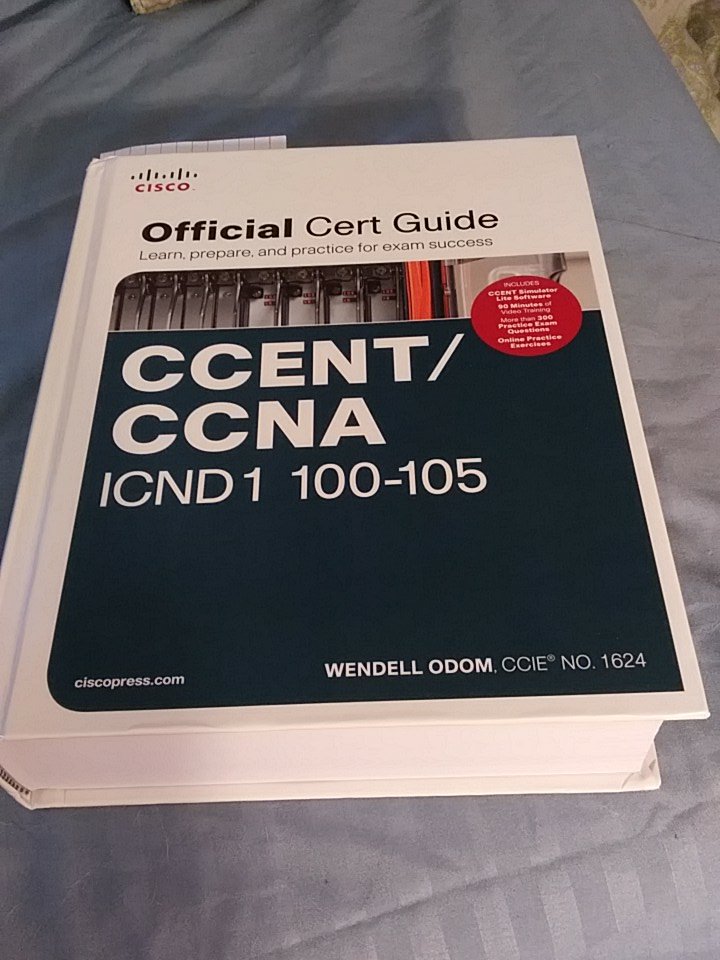 CISCO.
Official Cert Guide
Learn, prepare, and practice for exam success
INCLUDES
CCENT Simulator
Lite Software
90 Minutes of
Video Training
More than 300
Practice Exam
Questions
Online Practice
Exercises
CCENT/
CCNA
ICND1 100-105
WENDELL ODOM, CCIE® NO. 1624
ciscopress.com